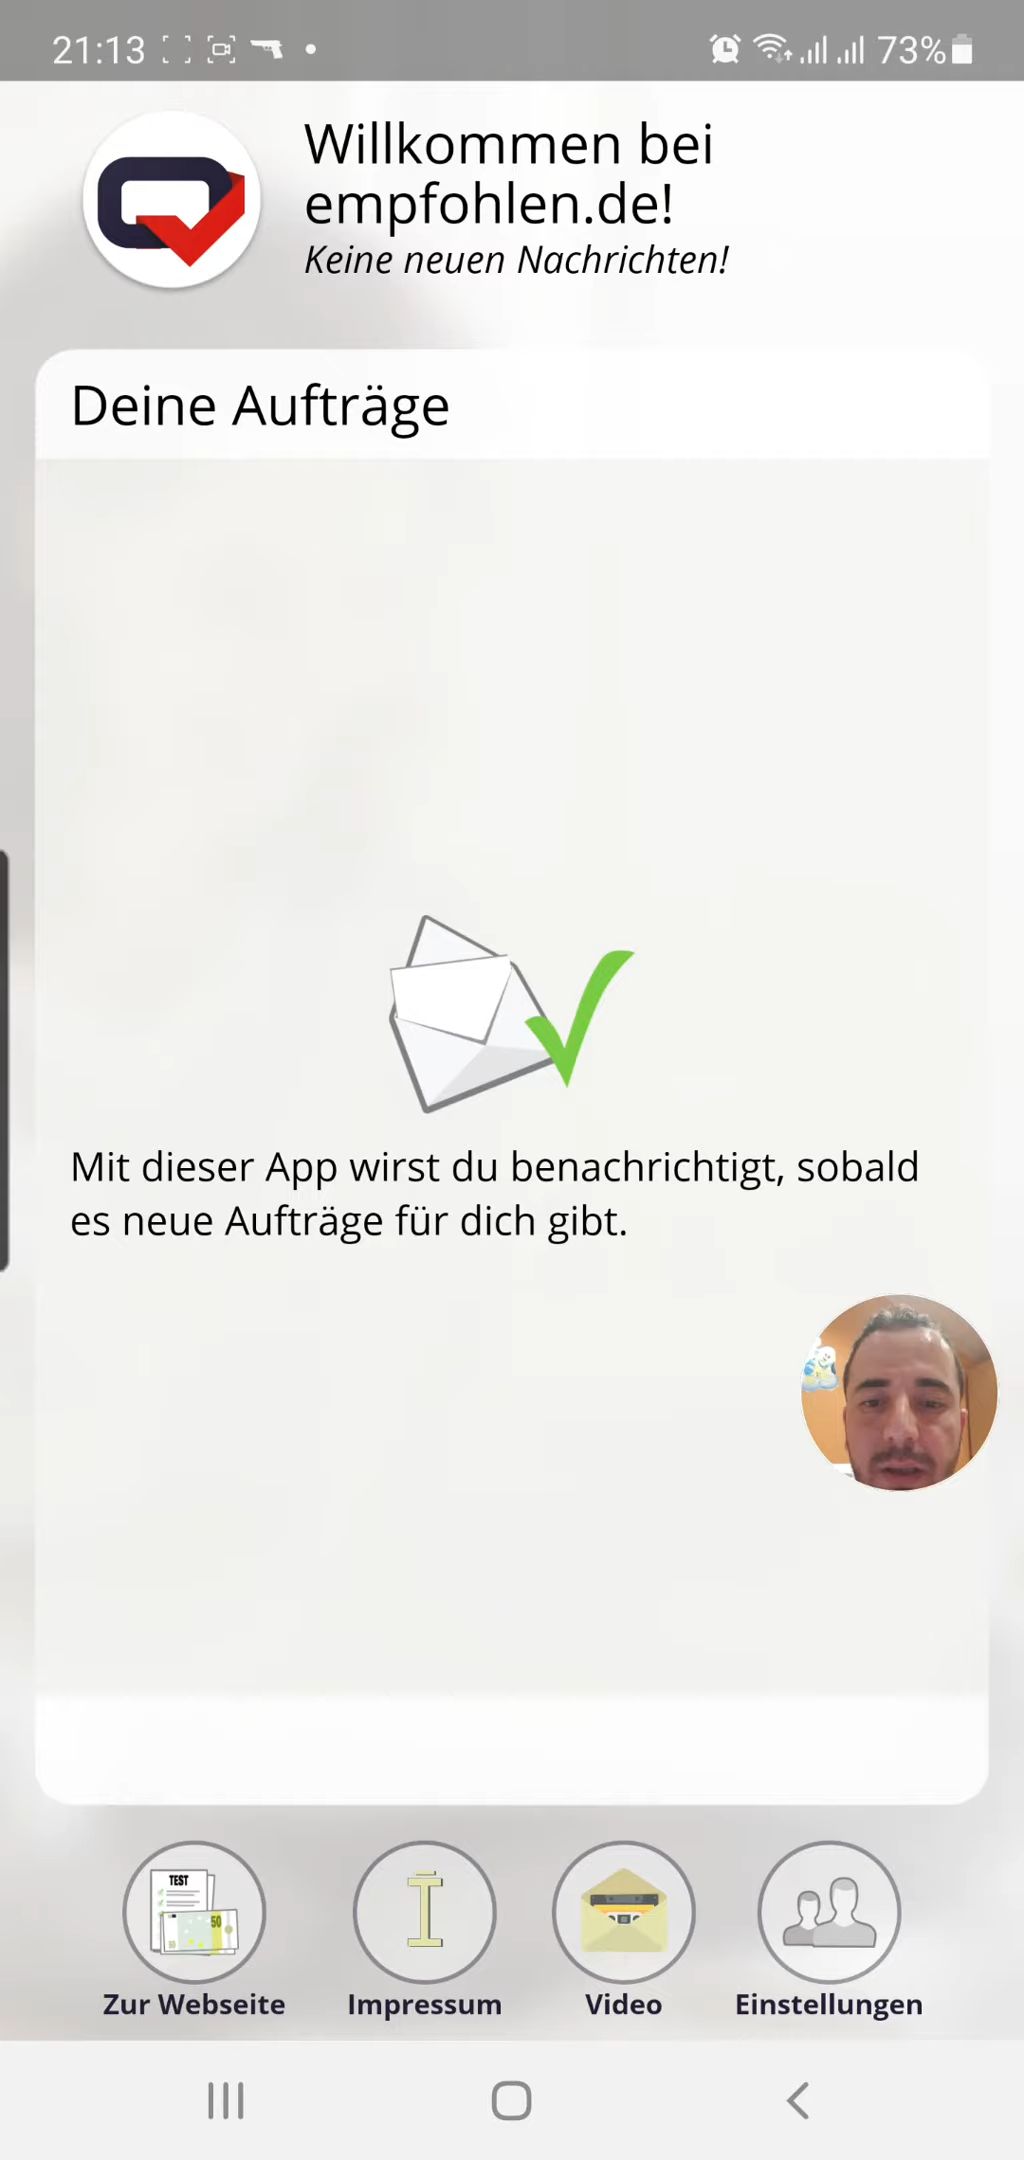 21:13
73%
Willkommen bei
empfohlen.de!
Keine neuen Nachrichten!
Deine Aufträge
Mit dieser App wirst du benachrichtigt, sobald
es neue Aufträge für dich gibt.
TEST
50
Zur Webseite
Impressum
Video
Einstellungen